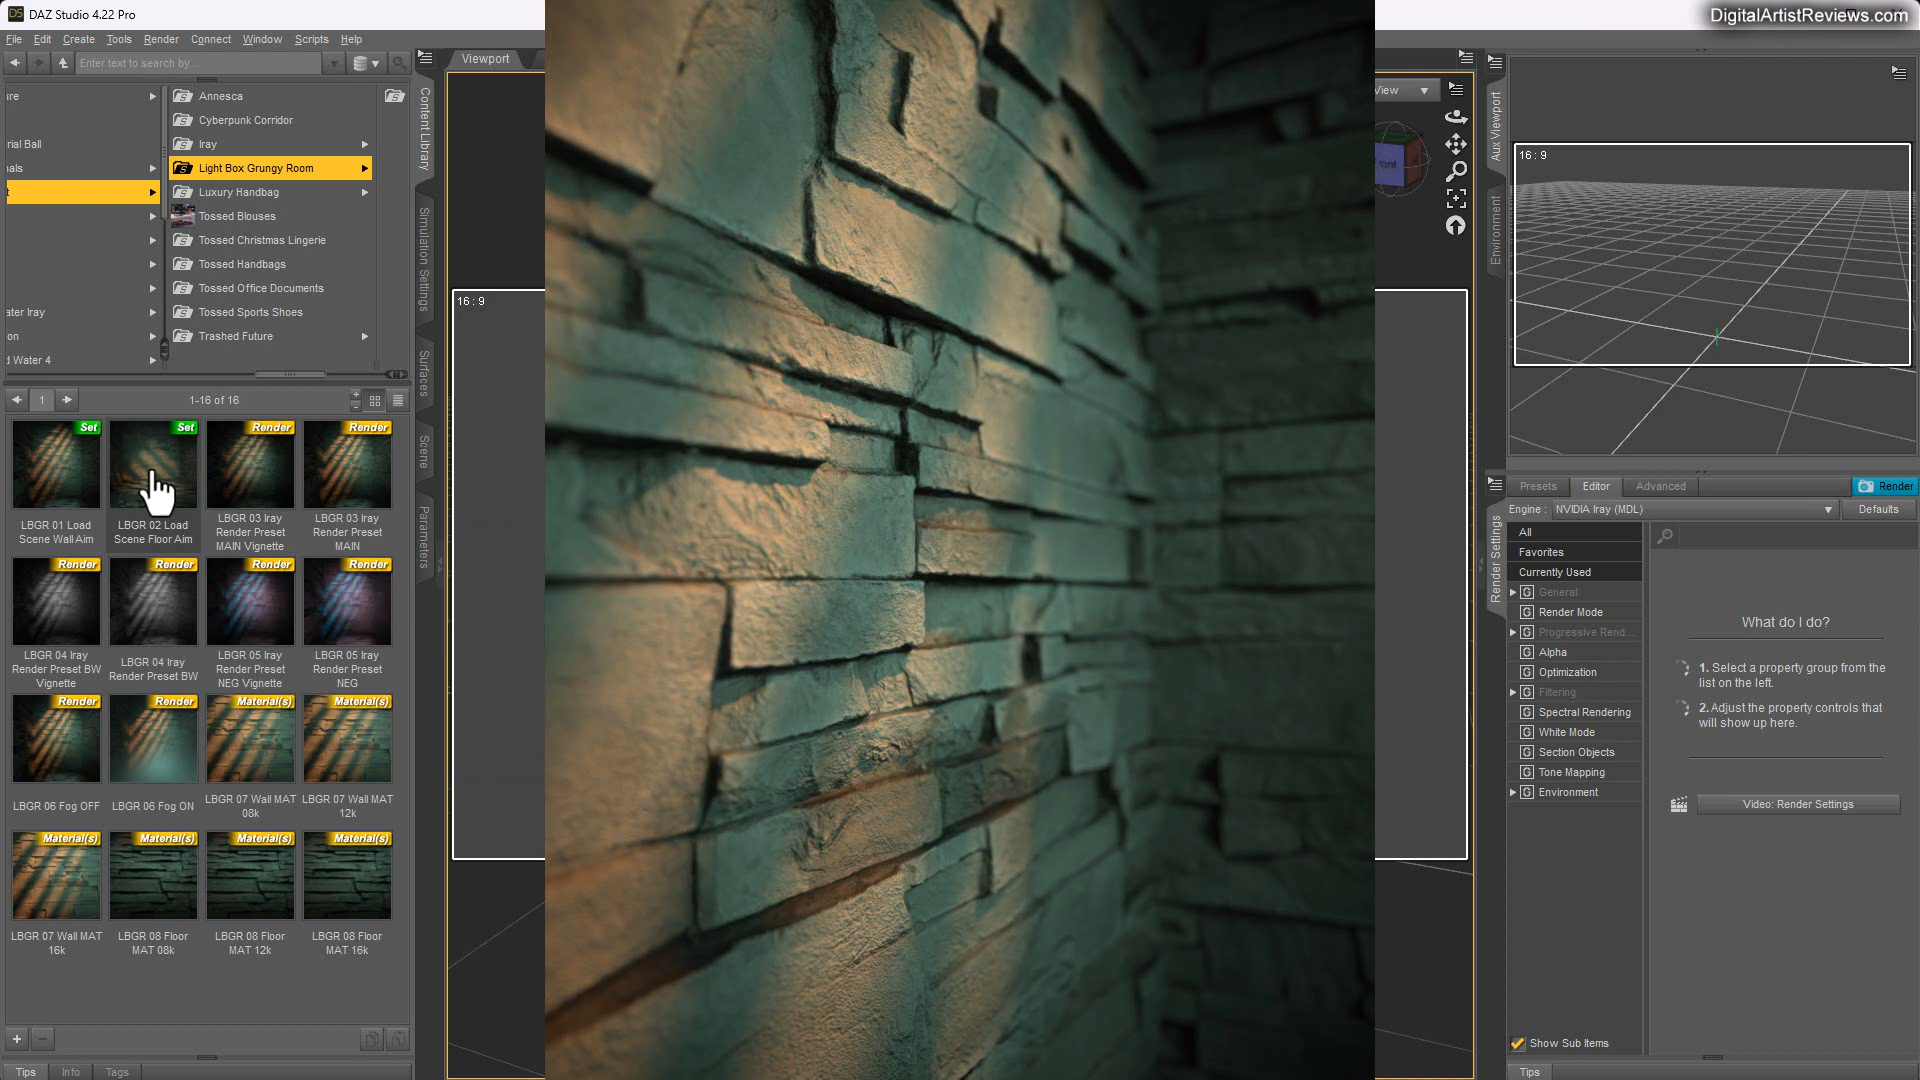 DAZ Studio 4.22 Pro
DigitalArtistReviews.com
File Edit Create Tools Render Connect Window Scripts Help
Enter text to search by...
Viewport
View
Content Library
Simulation Settings
Surfaces
Scene
Parameters
Annesca
Cyberpunk Corridor
Iray
Light Box Grungy Room
Luxury Handbag
Tossed Blouses
Tossed Christmas Lingerie
Tossed Handbags
Tossed Office Documents
Tossed Sports Shoes
Trashed Future
ure
rial Ball
als
t
ater Iray
on
d Water 4
1
1-16 of 16
Set
Set
Render
Render
LBGR 01 Load Scene Wall Aim
LBGR 02 Load Scene Floor Aim
LBGR 03 Iray Render Preset MAIN Vignette
LBGR 03 Iray Render Preset MAIN
Render
Render
Render
Render
LBGR 04 Iray Render Preset BW Vignette
LBGR 04 Iray Render Preset BW
LBGR 05 Iray Render Preset NEG Vignette
LBGR 05 Iray Render Preset NEG
Render
Render
Material(s)
Material(s)
LBGR 06 Fog OFF
LBGR 06 Fog ON
LBGR 07 Wall MAT 08k
LBGR 07 Wall MAT 12k
Material(s)
Material(s)
Material(s)
Material(s)
LBGR 07 Wall MAT 16k
LBGR 08 Floor MAT 08k
LBGR 08 Floor MAT 12k
LBGR 08 Floor MAT 16k
Tips Info Tags
16 : 9
Aux Viewport
Environment
16 : 9
Presets Editor Advanced Render
Engine : NVIDIA Iray (MDL) Defaults
Render Settings
All
Favorites
Currently Used
G General
G Render Mode
G Progressive Rend...
G Alpha
G Optimization
G Filtering
G Spectral Rendering
G White Mode
G Section Objects
G Tone Mapping
G Environment
What do I do?
1. Select a property group from the
list on the left.
2. Adjust the property controls that
will show up here.
Video: Render Settings
Show Sub Items
Tips